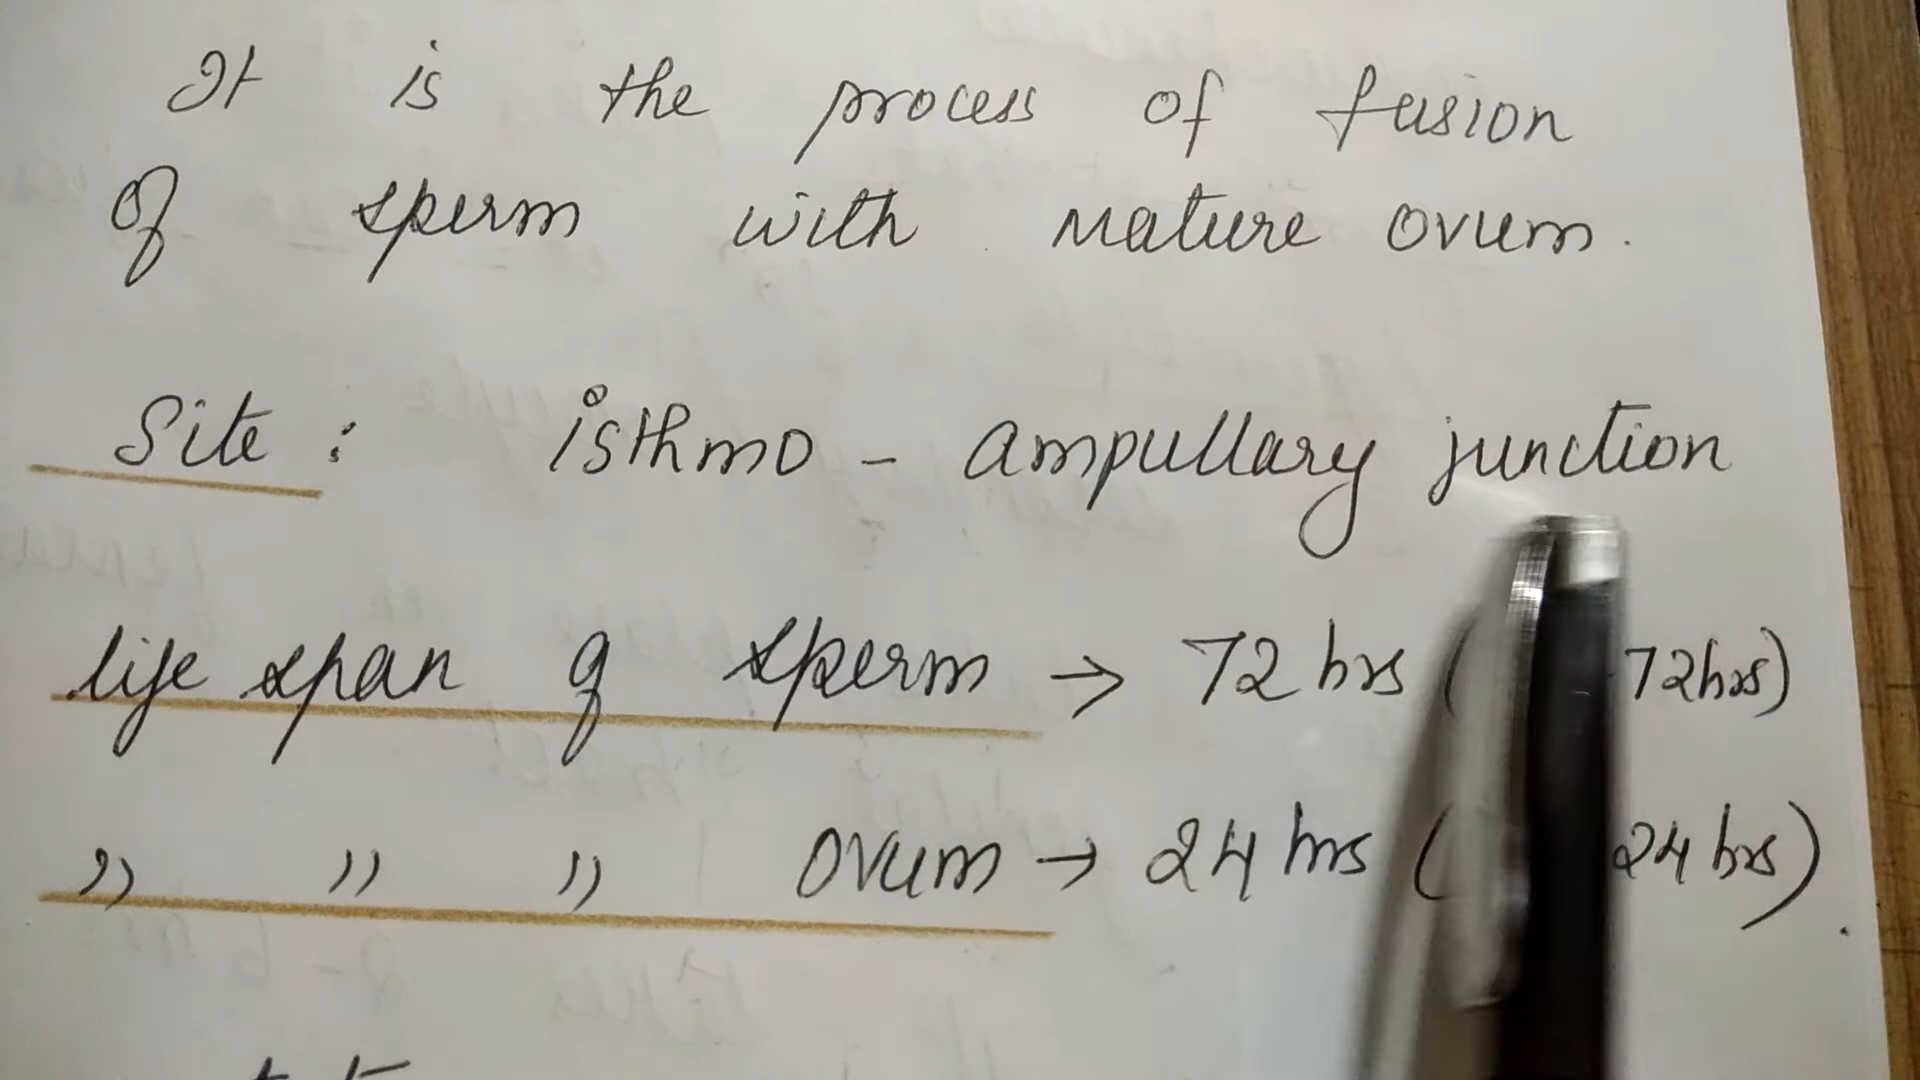 It is the process of fusion
of sperm with mature ovum.
Site : isthmo - ampullary junction
life span of sperm → 72 hrs ( 72hrs)
,, ,, ,, ovum → 24 hrs ( 24 hrs).